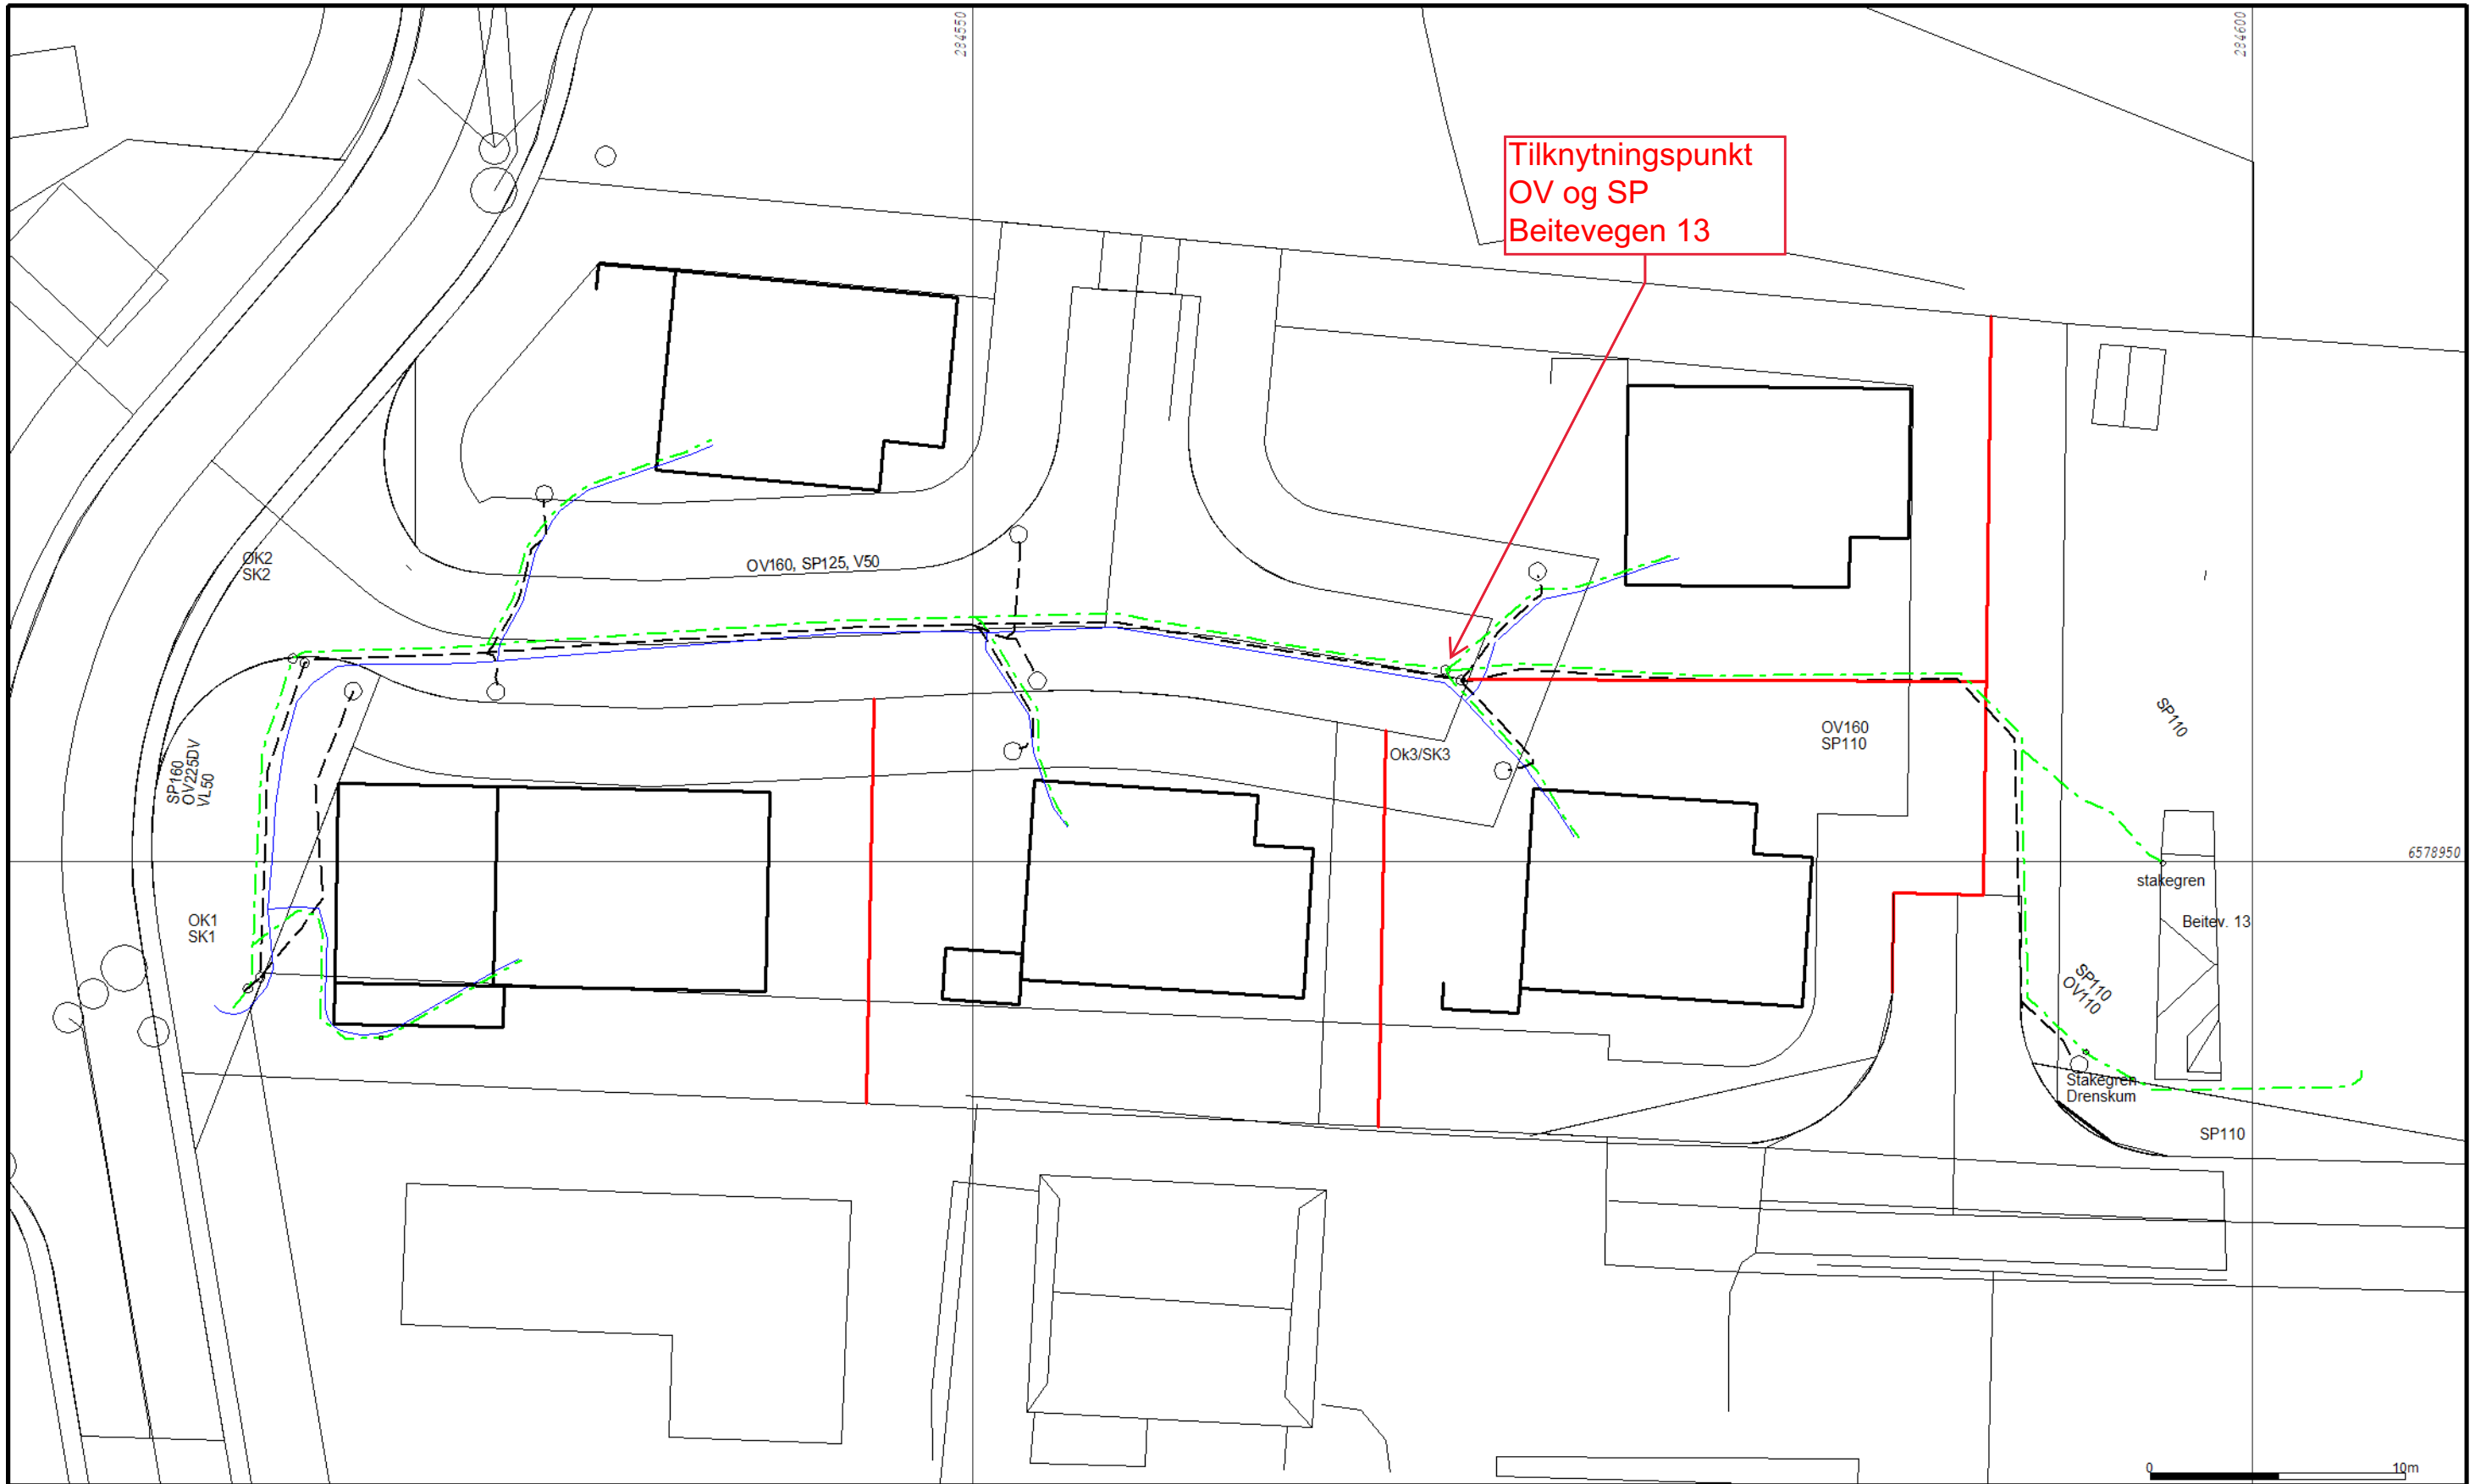 284550
284600
Tilknytningspunkt
OV og SP
Beitevegen 13
OK2
SK2
OV160, SP125, V50
SP160
OV225DV
VL50
Ok3/SK3
OV160
SP110
SP110
6578950
stakegren
Beitev. 13
OK1
SK1
SP110
OV110
Stakegren
Drenskum
SP110
0
10m